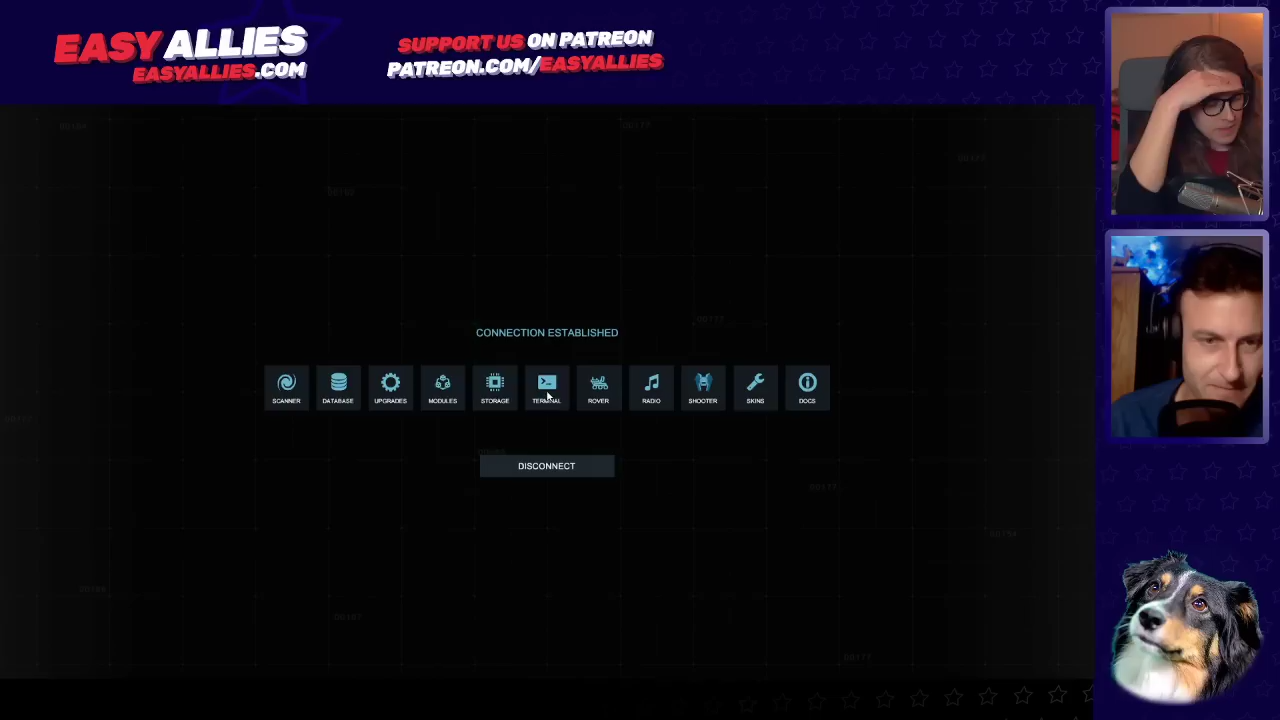 EASY ALLIES
EASYALLIES.COM
SUPPORT US ON PATREON
PATREON.COM/EASYALLIES
CONNECTION ESTABLISHED
SCANNER
DATABASE
UPGRADES
MODULES
STORAGE
TERMINAL
ROVER
RADIO
SHOOTER
SKINS
DOCS
DISCONNECT